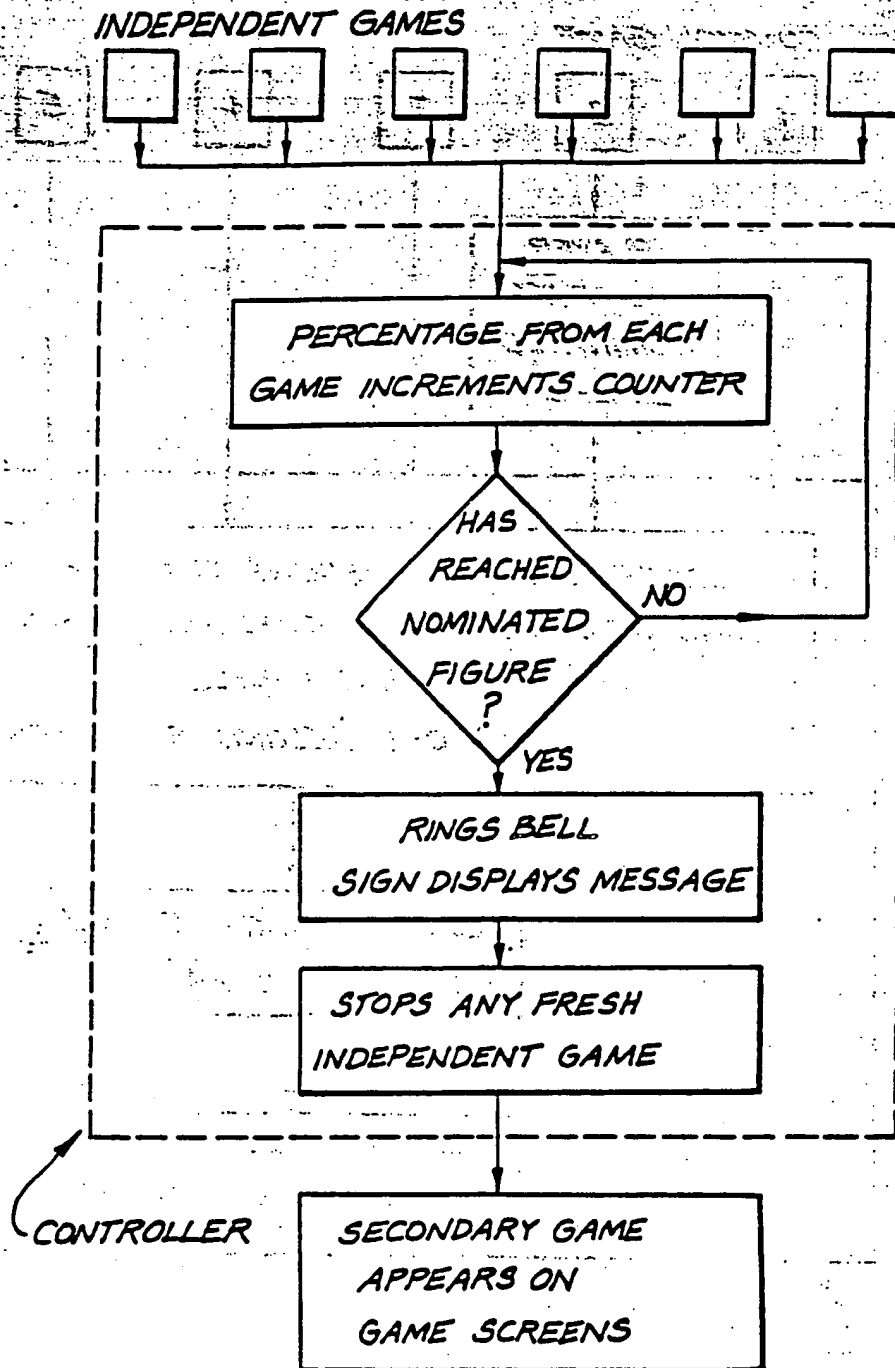 INDEPENDENT GAMES
PERCENTAGE FROM EACH
GAME INCREMENTS COUNTER
HAS
REACHED
NOMINATED
FIGURE
?
NO
YES
RINGS BELL
SIGN DISPLAYS MESSAGE
STOPS ANY FRESH
INDEPENDENT GAME
CONTROLLER
SECONDARY GAME
APPEARS ON
GAME SCREENS